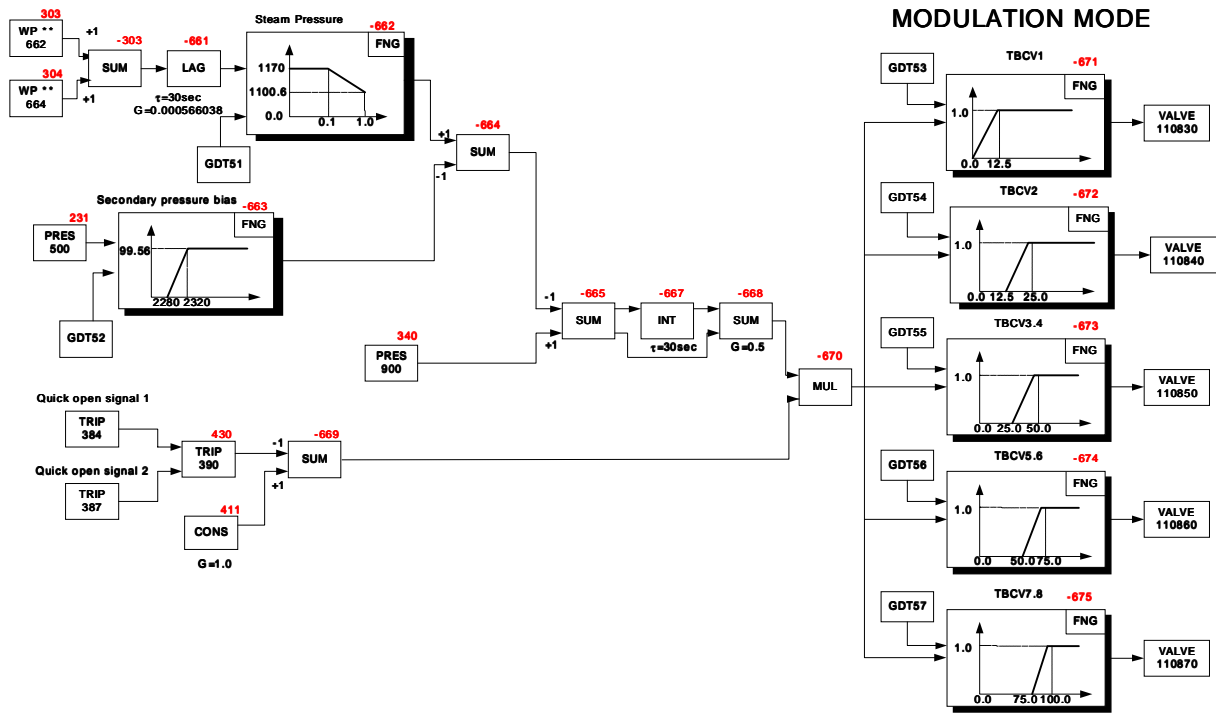 MODULATION MODE
303
WP **
662
+1
304
WP **
664
+1
-303
SUM
-661
LAG
τ=30sec
G=0.000566038
Steam Pressure
-662
FNG
1170
1100.6
0.0
0.1
1.0
GDT51
Secondary pressure bias
-663
FNG
231
PRES
500
99.56
2280
2320
GDT52
-664
+1
SUM
-1
-665
-1
SUM
+1
340
PRES
900
-667
INT
τ=30sec
-668
SUM
G=0.5
-670
MUL
Quick open signal 1
TRIP
384
Quick open signal 2
TRIP
387
430
TRIP
390
411
CONS
G=1.0
-669
-1
SUM
+1
TBCV1
-671
GDT53
FNG
1.0
0.0
12.5
VALVE
110830
TBCV2
-672
GDT54
FNG
1.0
0.0
12.5
25.0
VALVE
110840
TBCV3.4
-673
GDT55
FNG
1.0
0.0
25.0
50.0
VALVE
110850
TBCV5.6
-674
GDT56
FNG
1.0
0.0
50.0
75.0
VALVE
110860
TBCV7.8
-675
GDT57
FNG
1.0
0.0
75.0
100.0
VALVE
110870